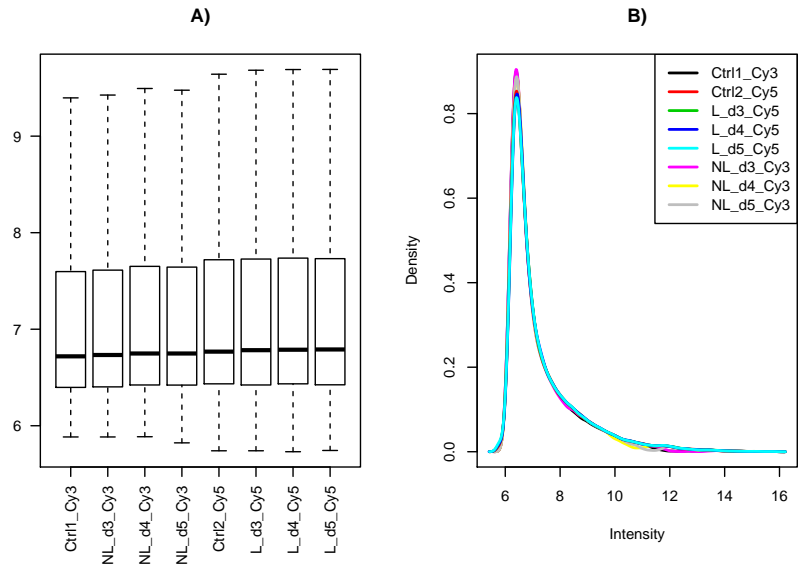 A)
9
8
7
6
Ctrl1_Cy3
NL_d3_Cy3
NL_d4_Cy3
NL_d5_Cy3
Ctrl2_Cy5
L_d3_Cy5
L_d4_Cy5
L_d5_Cy5
B)
Density
0.8
0.6
0.4
0.2
0.0
6
8
10
12
14
16
Intensity
Ctrl1_Cy3
Ctrl2_Cy5
L_d3_Cy5
L_d4_Cy5
L_d5_Cy5
NL_d3_Cy3
NL_d4_Cy3
NL_d5_Cy3